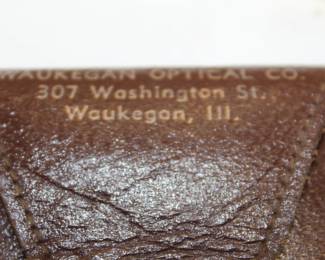 WAUKEGAN OPTICAL CO.
307 Washington St.
Waukegan, Ill.